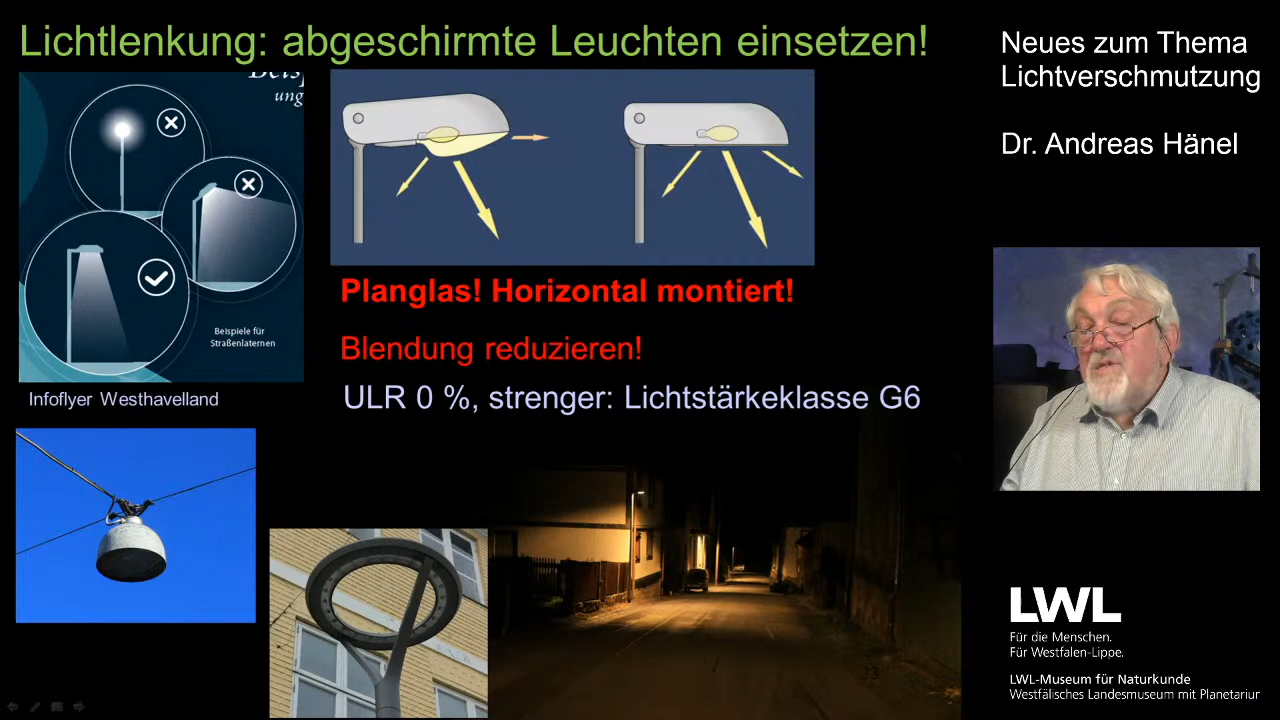 Lichtlenkung: abgeschirmte Leuchten einsetzen!
ung
Beispiele für
Straßenlaternen
Infoflyer Westhavelland
Planglas! Horizontal montiert!
Blendung reduzieren!
ULR 0 %, strenger: Lichtstärkeklasse G6
Neues zum Thema
Lichtverschmutzung
Dr. Andreas Hänel
LWL
Für die Menschen.
Für Westfalen-Lippe.
LWL-Museum für Naturkunde
Westfälisches Landesmuseum mit Planetarium